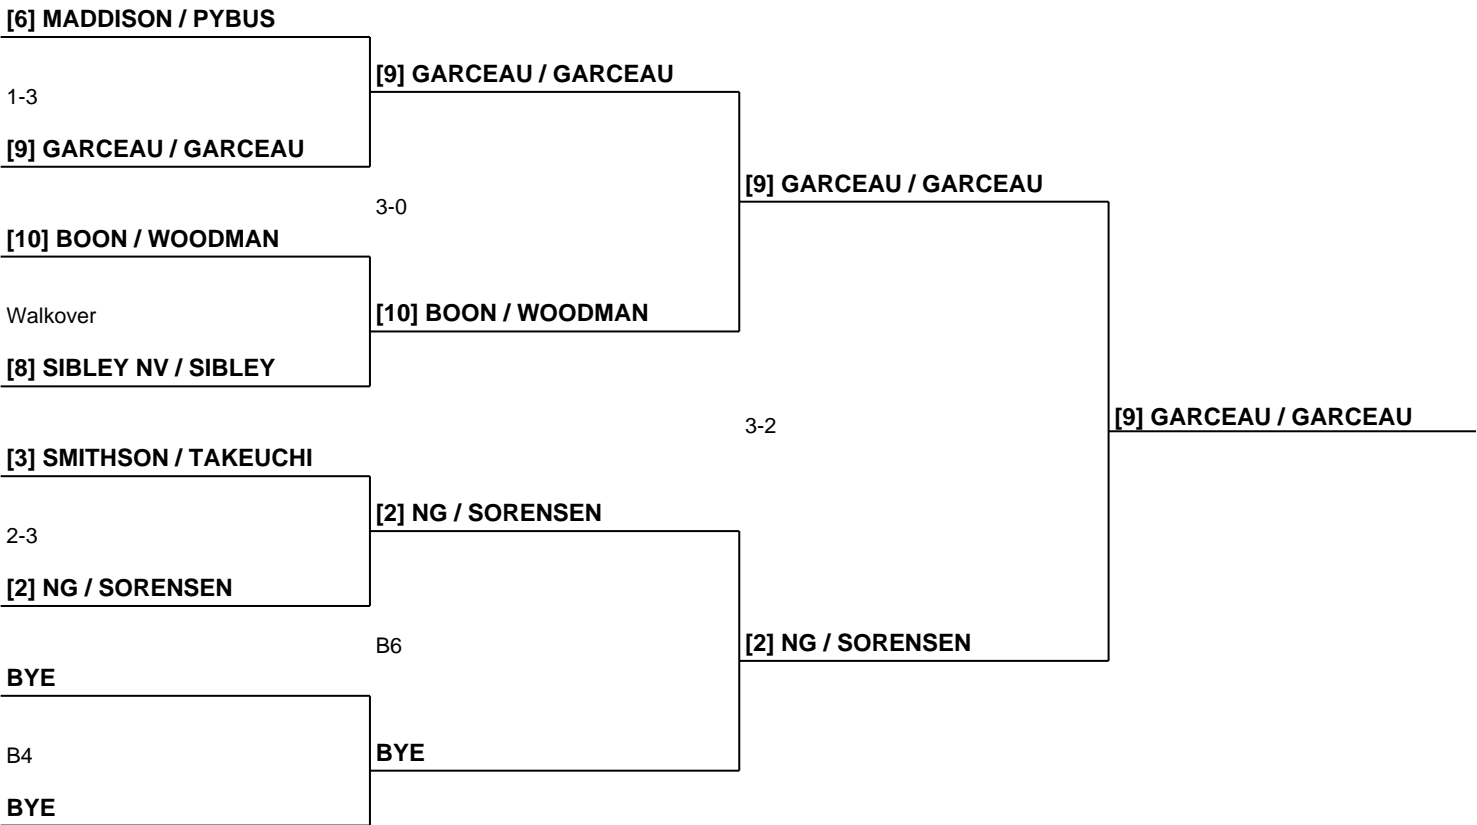 [6] MADDISON / PYBUS
1-3
[9] GARCEAU / GARCEAU
[9] GARCEAU / GARCEAU
3-0
[10] BOON / WOODMAN
Walkover
[8] SIBLEY NV / SIBLEY
[10] BOON / WOODMAN
[9] GARCEAU / GARCEAU
3-2
[9] GARCEAU / GARCEAU
[3] SMITHSON / TAKEUCHI
2-3
[2] NG / SORENSEN
[2] NG / SORENSEN
B6
[2] NG / SORENSEN
BYE
B4
BYE
BYE